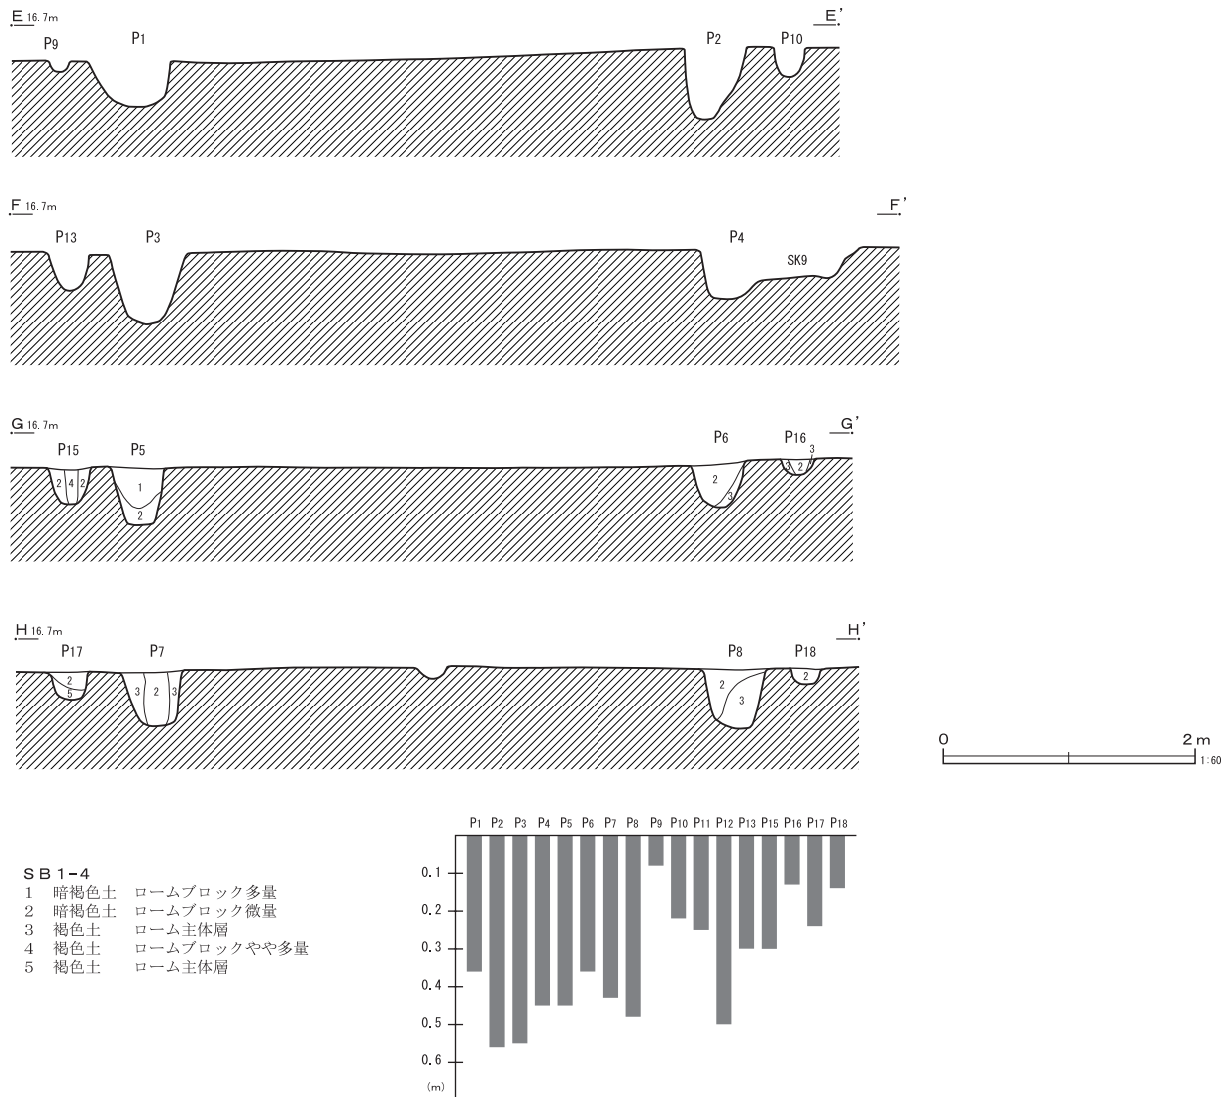 E 16.7m E'
P9 P1 P2 P10
F 16.7m F'
P13 P3 P4
SK9
G 16.7m G'
P15 P5 P6 P16
3
2 4 2 1 2 2 3 3 2
H 16.7m H'
P17 P7 P8 P18
2 5 3 2 3 2 3 2
0 2m
1:60
P1 P2 P3 P4 P5 P6 P7 P8 P9 P10 P11 P12 P13 P15 P16 P17 P18
0.1
0.2
0.3
0.4
0.5
0.6
(m)
SB1-4
1 暗褐色土 ロームブロック多量
2 暗褐色土 ロームブロック微量
3 褐色土 ローム主体層
4 褐色土 ロームブロックやや多量
5 褐色土 ローム主体層